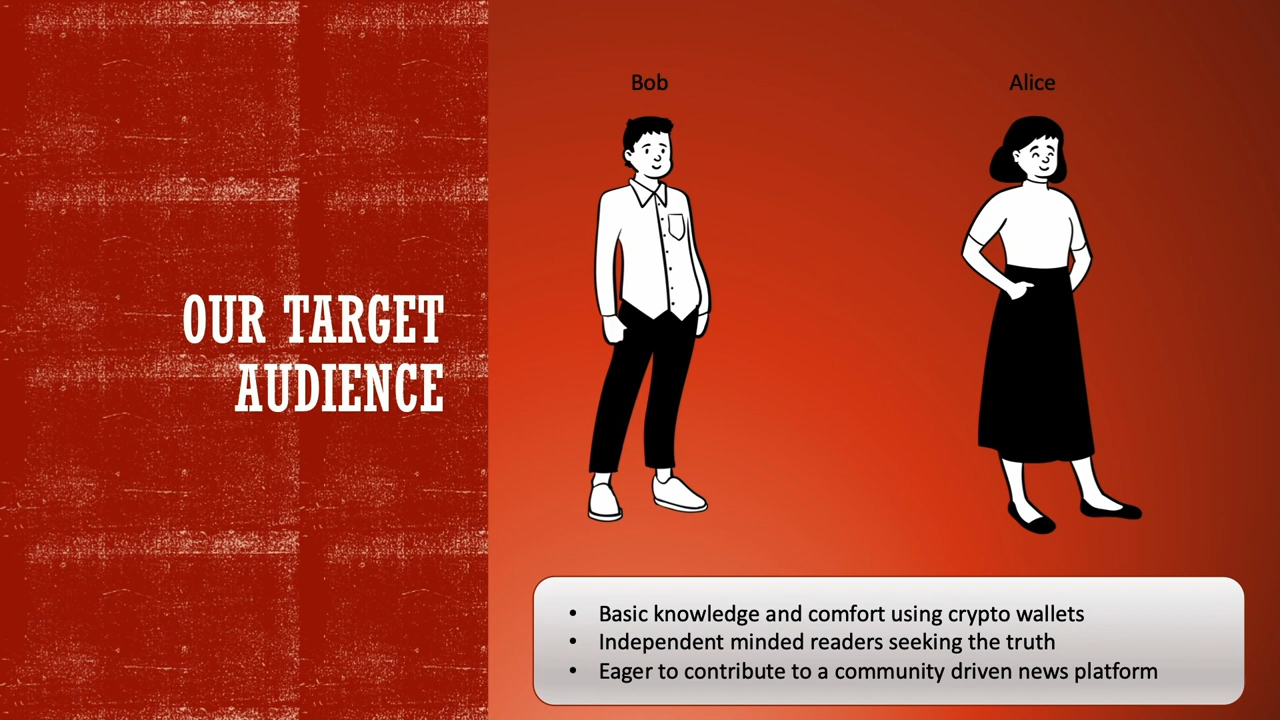 OUR TARGET
AUDIENCE
Bob
Alice
• Basic knowledge and comfort using crypto wallets
• Independent minded readers seeking the truth
• Eager to contribute to a community driven news platform